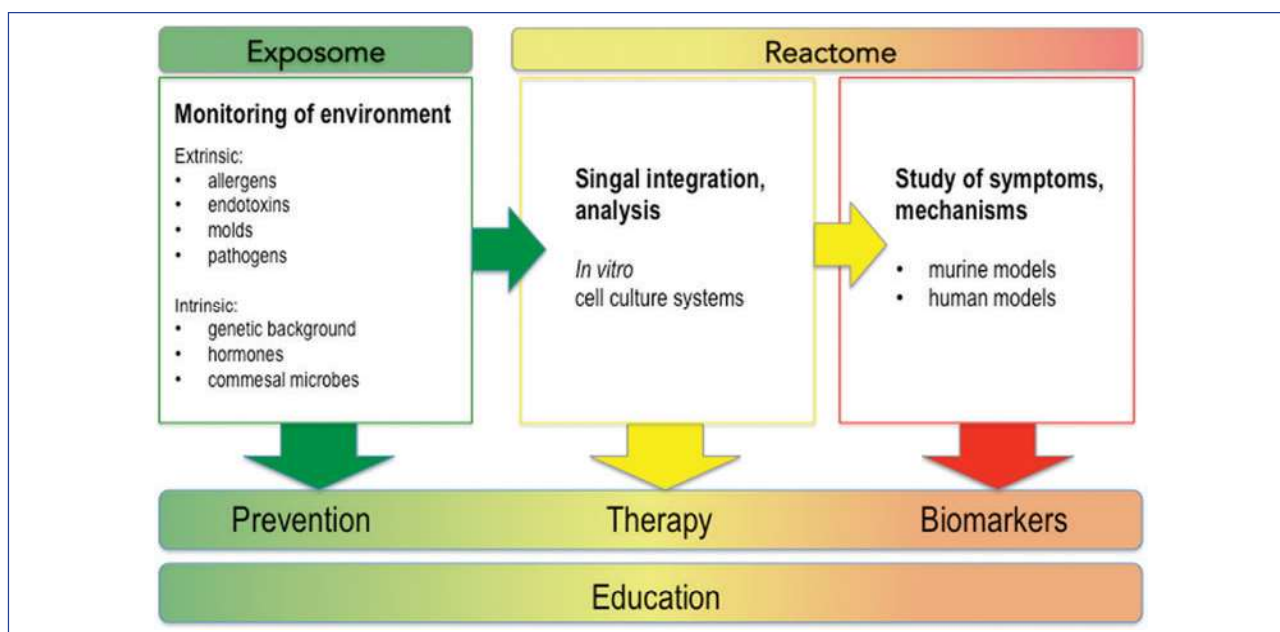 Exposome
Reactome
Monitoring of environment
Extrinsic:
• allergens
• endotoxins
• molds
• pathogens
Intrinsic:
• genetic background
• hormones
• commesal microbes
Singal integration,
analysis
In vitro
cell culture systems
Study of symptoms,
mechanisms
• murine models
• human models
Prevention
Therapy
Biomarkers
Education